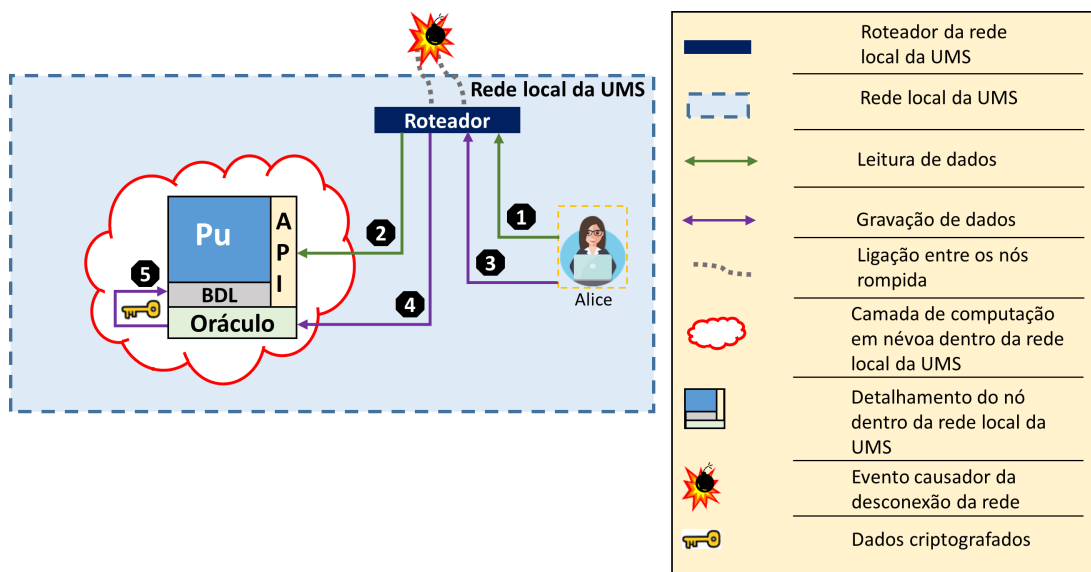 Rede local da UMS
Roteador
1
2
3
4
5
Pu
A
P
I
BDL
Oráculo
Alice
Roteador da rede
local da UMS
Rede local da UMS
Leitura de dados
Gravação de dados
Ligação entre os nós
rompida
Camada de computação
em névoa dentro da rede
local da UMS
Detalhamento do nó
dentro da rede local da
UMS
Evento causador da
desconexão da rede
Dados criptografados